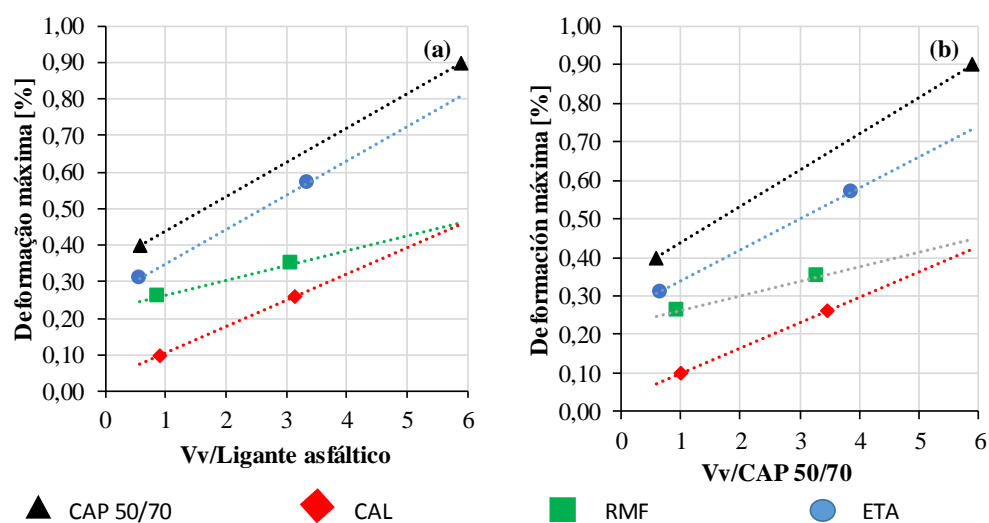 (a)
Deformação máxima [%]
1,00
0,90
0,80
0,70
0,60
0,50
0,40
0,30
0,20
0,10
0,00
0 1 2 3 4 5 6
Vv/Ligante asfáltico
(b)
Deformación máxima [%]
1,00
0,90
0,80
0,70
0,60
0,50
0,40
0,30
0,20
0,10
0,00
0 1 2 3 4 5 6
Vv/CAP 50/70
CAP 50/70 CAL RMF ETA